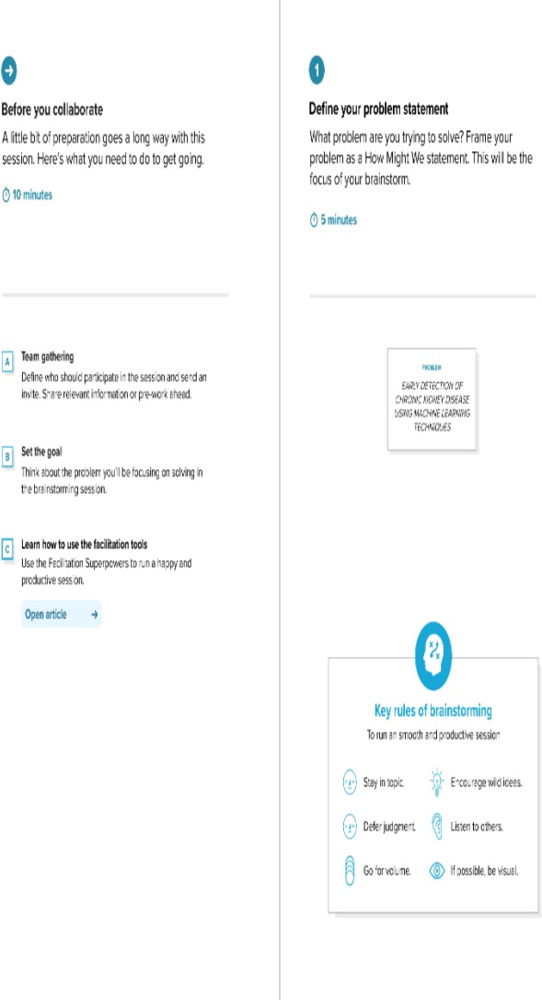 Before you collaborate
A little bit of preparation goes a long way with this
session. Here's what you need to do to get going.
10 minutes
A
Team gathering
Define who should participate in the session and send an
invite. Share relevant information or pre-work ahead.
B
Set the goal
Think about the problem you'll be focusing on solving in
the brainstorming session.
C
Learn how to use the facilitation tools
Use the Facilitation Superpowers to run a happy and
productive session.
Open article
1
Define your problem statement
What problem are you trying to solve? Frame your
problem as a How Might We statement. This will be the
focus of your brainstorm.
5 minutes
PROBLEM
EARLY DETECTION OF
CHRONIC KIDNEY DISEASE
USING MACHINE LEARNING
TECHNIQUES
Key rules of brainstorming
To run an smooth and productive session
Stay in topic.
Encourage wild ideas.
Defer judgment.
Listen to others.
Go for volume.
If possible, be visual.